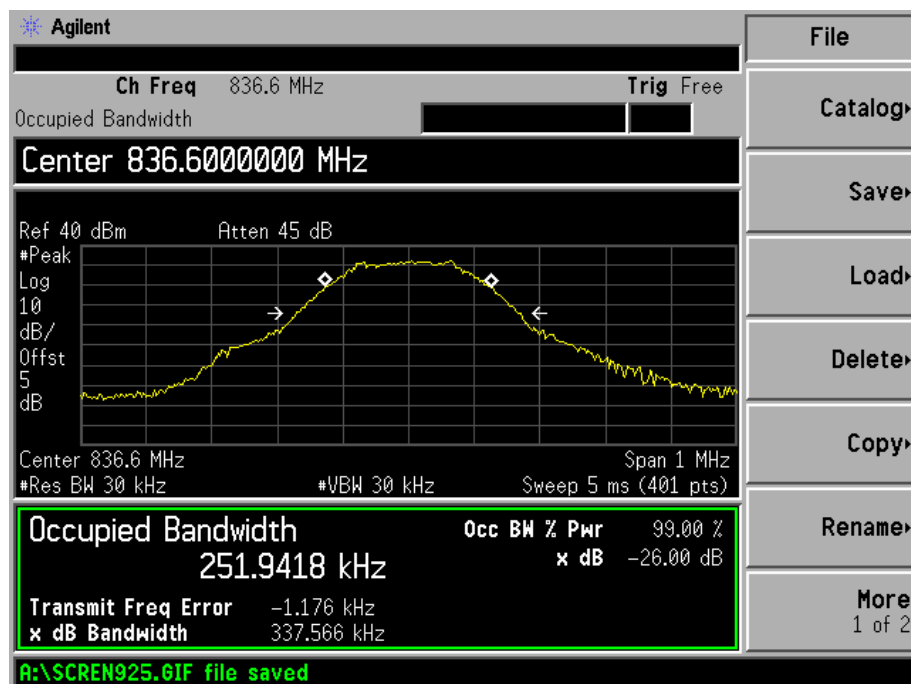 Agilent
File
Ch Freq 836.6 MHz Trig Free
Occupied Bandwidth
Catalog
Center 836.6000000 MHz
Save
Ref 40 dBm Atten 45 dB
#Peak
Log
10
dB/
Offst
5
dB
Load
Delete
Center 836.6 MHz Span 1 MHz
#Res BW 30 kHz #VBW 30 kHz Sweep 5 ms (401 pts)
Copy
Occupied Bandwidth
251.9418 kHz
Occ BW % Pwr 99.00 %
x dB -26.00 dB
Rename
Transmit Freq Error -1.176 kHz
x dB Bandwidth 337.566 kHz
More
1 of 2
A:\SCREN925.GIF file saved